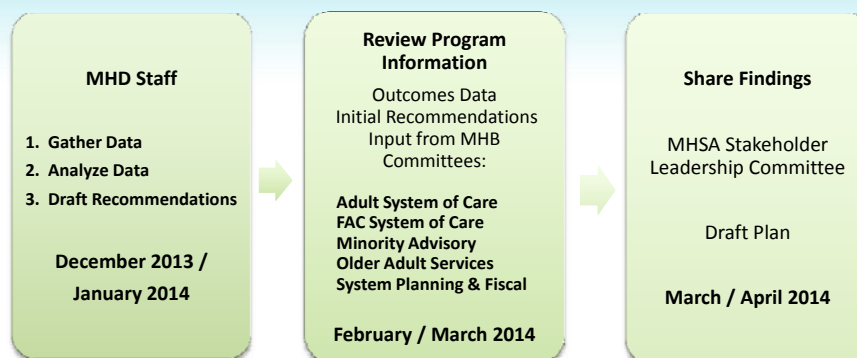 MHD Staff
1. Gather Data
2. Analyze Data
3. Draft Recommendations
December 2013 /
January 2014
Review Program
Information
Outcomes Data
Initial Recommendations
Input from MHB
Committees:
Adult System of Care
FAC System of Care
Minority Advisory
Older Adult Services
System Planning & Fiscal
February / March 2014
Share Findings
MHSA Stakeholder
Leadership Committee
Draft Plan
March / April 2014